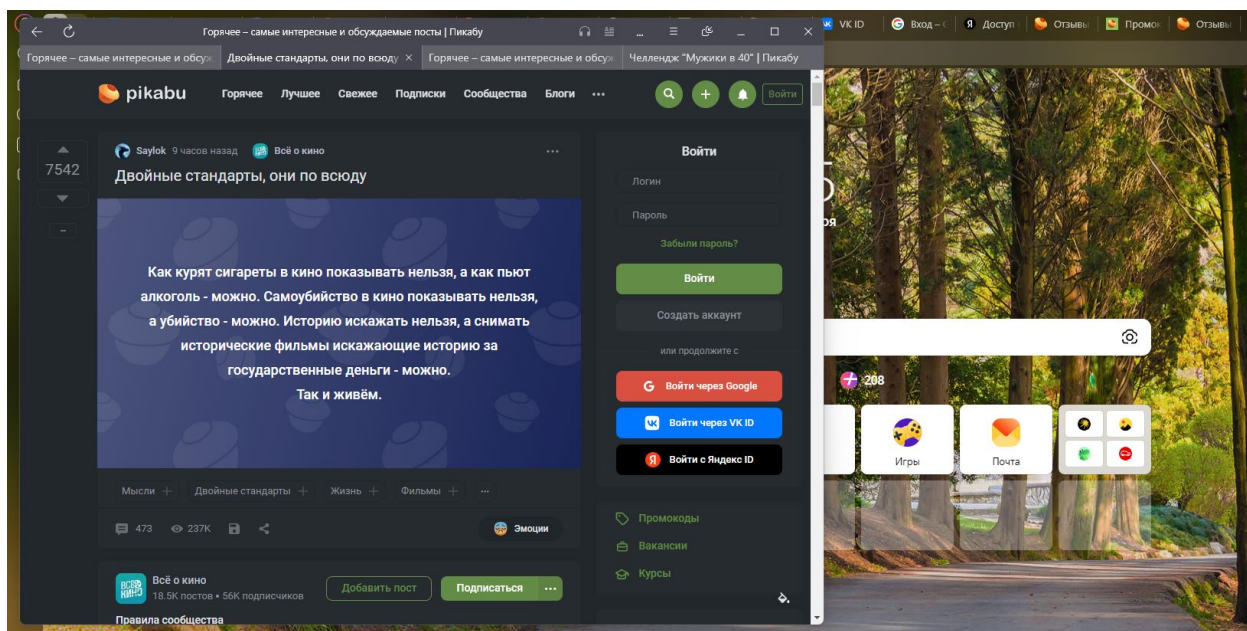 VK ID
Вход – (
Доступ
Отзывы
Промок
Отзывы
Горячее – самые интересные и обсуждаемые посты | Пикабу
Горячее – самые интересные и обсу
Двойные стандарты, они по всюду
Горячее – самые интересные и обсу
Челлендж "Мужики в 40" | Пикабу
pikabu Горячее Лучшее Свежее Подписки Сообщества Блоги ... Войти
7542
Saylok 9 часов назад Всё о кино
Двойные стандарты, они по всюду
Как курят сигареты в кино показывать нельзя, а как пьют
алкоголь - можно. Самоубийство в кино показывать нельзя,
а убийство - можно. Историю искажать нельзя, а снимать
исторические фильмы искажающие историю за
государственные деньги - можно.
Так и живём.
Мысли + Двойные стандарты + Жизнь + Фильмы + ...
473 237K Эмоции
ВСЁ О КИНО
Всё о кино
18.5K постов • 56K подписчиков
Добавить пост
Подписаться ...
Правила сообщества
Войти
Логин
Пароль
Забыли пароль?
Войти
Создать аккаунт
или продолжите с
G Войти через Google
Войти через VK ID
Я Войти с Яндекс ID
Промокоды
Вакансии
Курсы
208
Игры
Почта